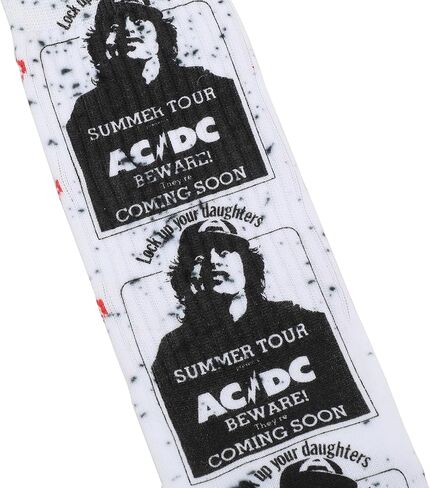 Lock up your daughters
SUMMER TOUR
AC/DC
BEWARE!
They're
COMING SOON
Lock up your daughters
SUMMER TOUR
AC/DC
BEWARE!
They're
COMING SOON
up your daughters